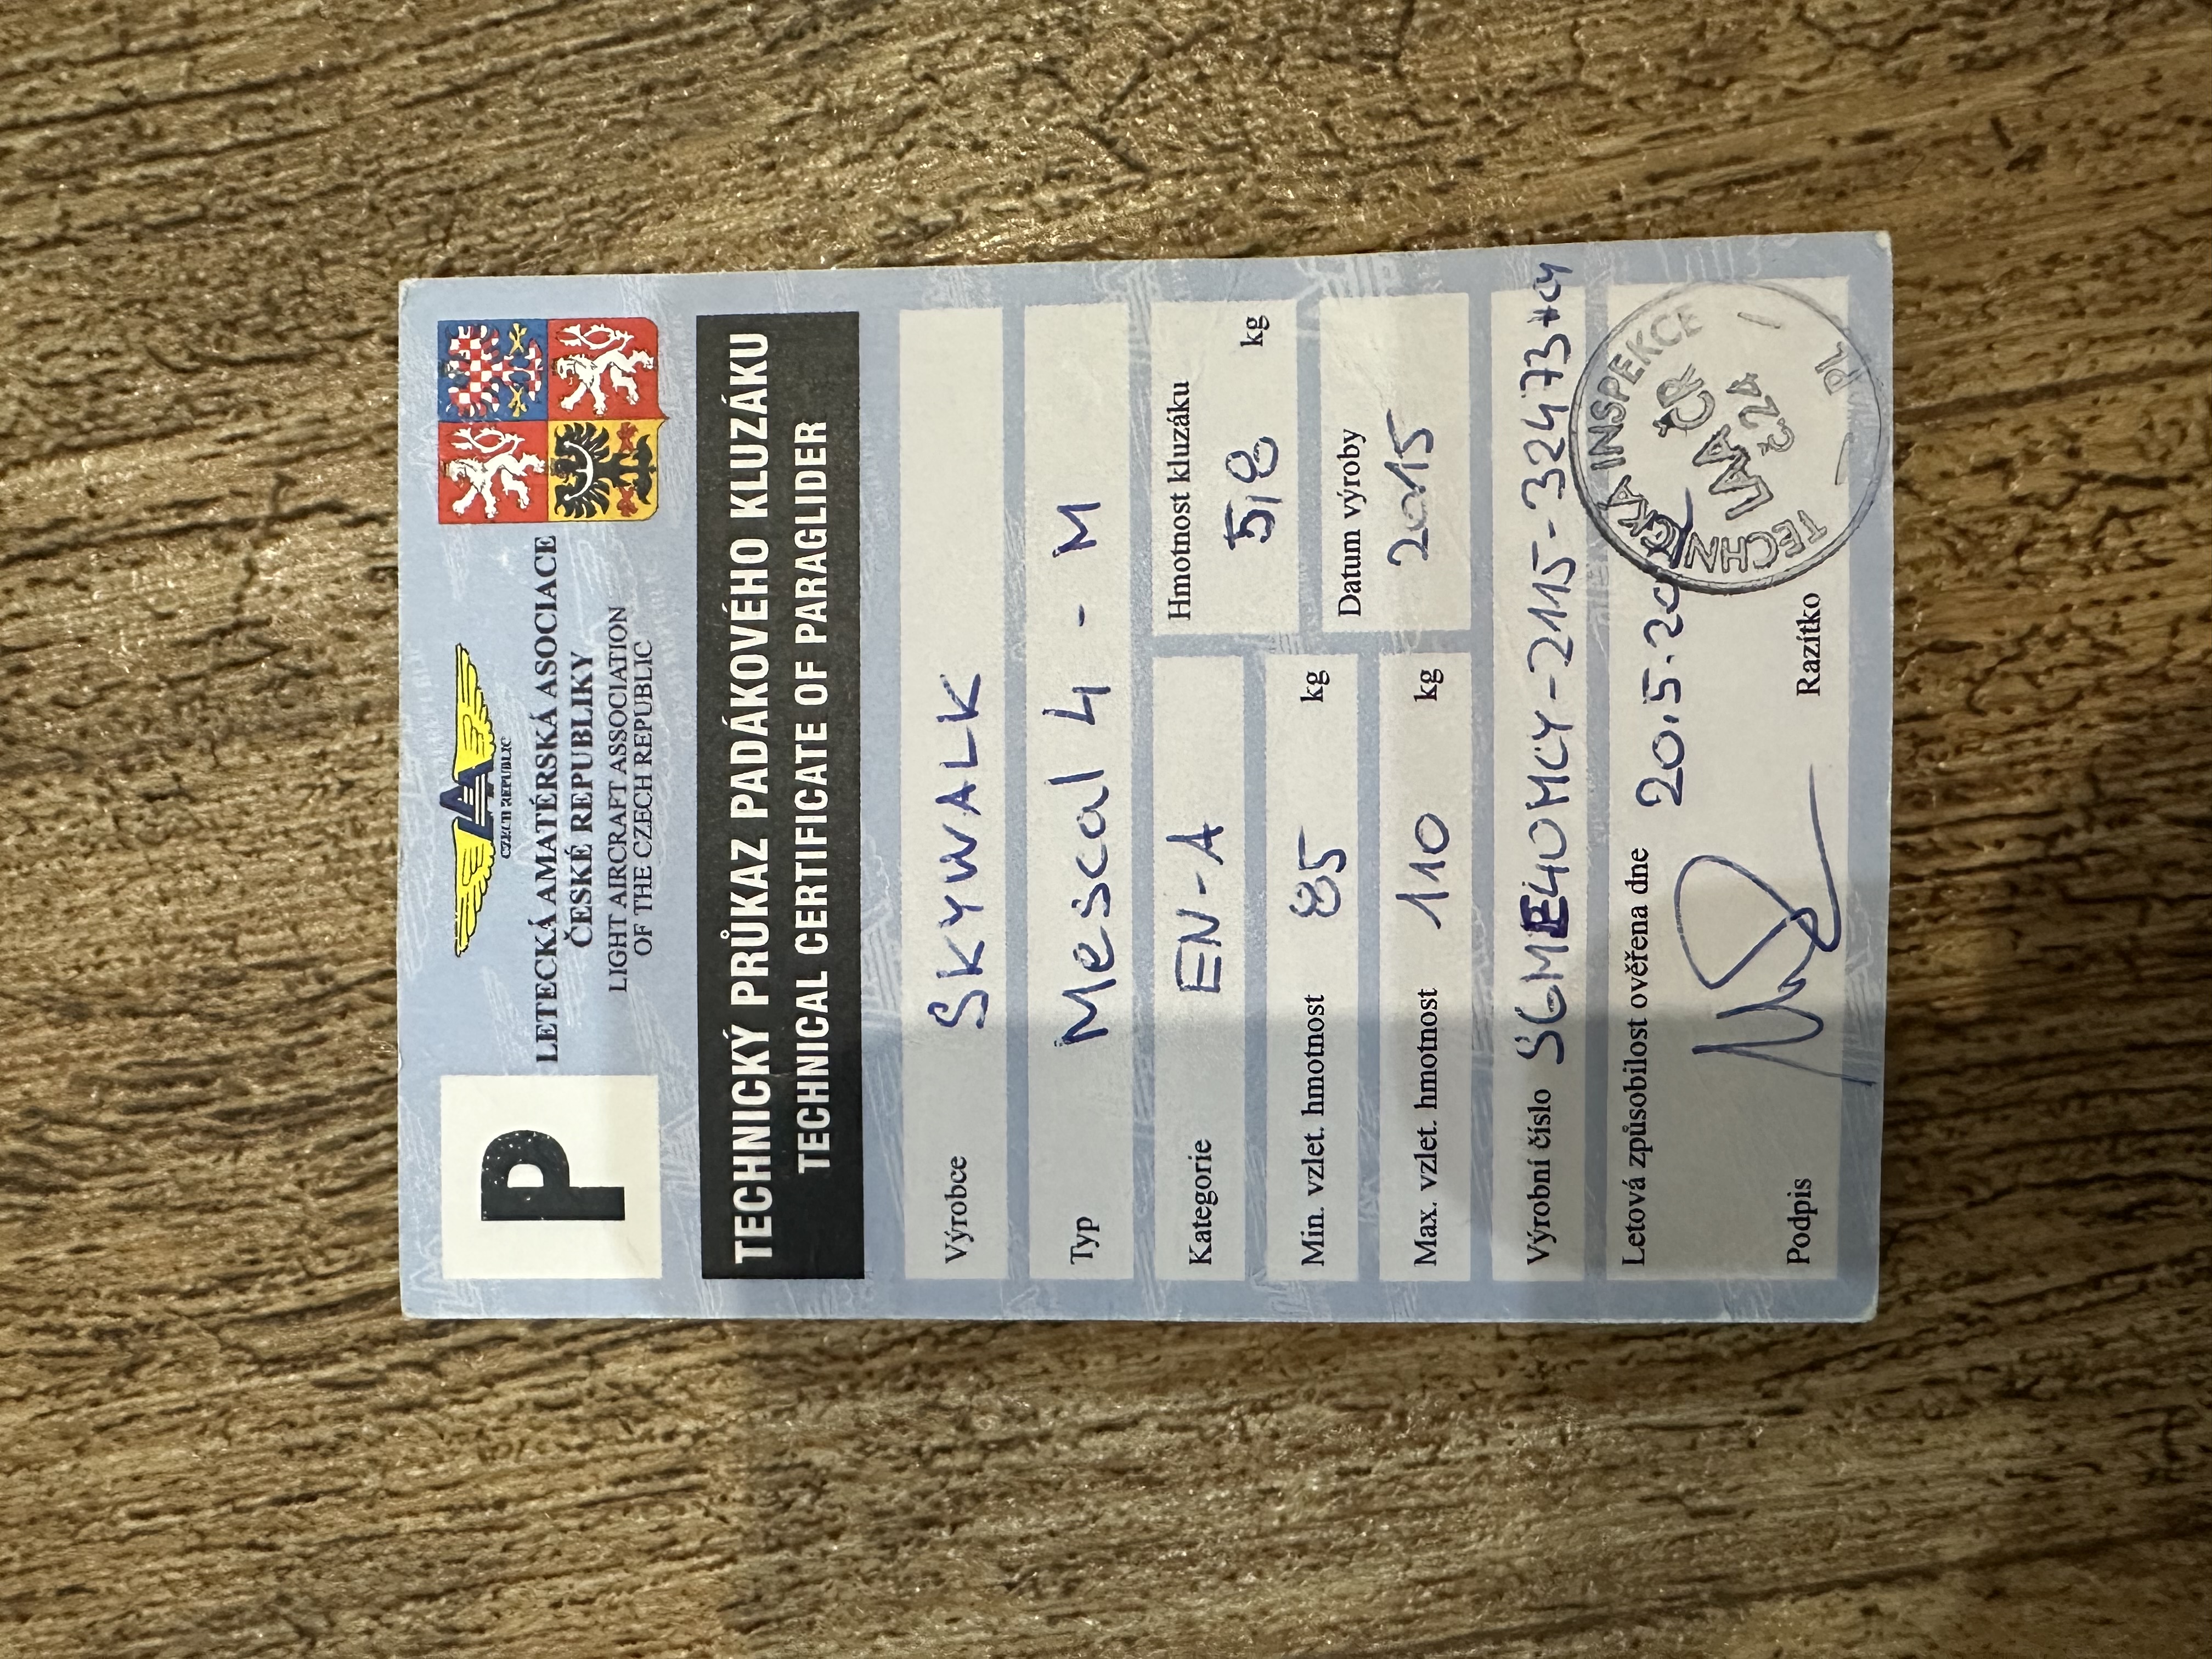 P
CZECH REPUBLIC
LETECKÁ AMATÉRSKÁ ASOCIACE
ČESKÉ REPUBLIKY
LIGHT AIRCRAFT ASSOCIATION
OF THE CZECH REPUBLIC
TECHNICKÝ PRŮKAZ PADÁKOVÉHO KLUZÁKU
TECHNICAL CERTIFICATE OF PARAGLIDER
Výrobce SKYWALK
Typ Mescal 4 - M
Kategorie EN-A
Hmotnost kluzáku
5,8 kg
Min. vzlet. hmotnost 85 kg
Datum výroby
2015
Max. vzlet. hmotnost 110 kg
Výrobní číslo
Letová způsobilost ověřena dne 20.5.
Podpis Razítko
TECHNICKÁ INSPEKCE
LAA ČR
PL